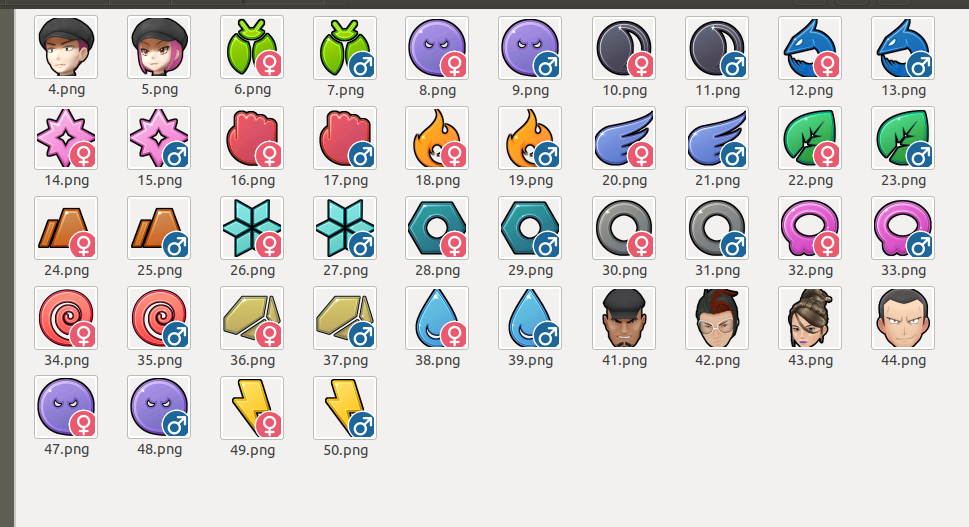 4.png 5.png 6.png 7.png 8.png 9.png 10.png 11.png 12.png 13.png
14.png 15.png 16.png 17.png 18.png 19.png 20.png 21.png 22.png 23.png
24.png 25.png 26.png 27.png 28.png 29.png 30.png 31.png 32.png 33.png
34.png 35.png 36.png 37.png 38.png 39.png 41.png 42.png 43.png 44.png
47.png 48.png 49.png 50.png